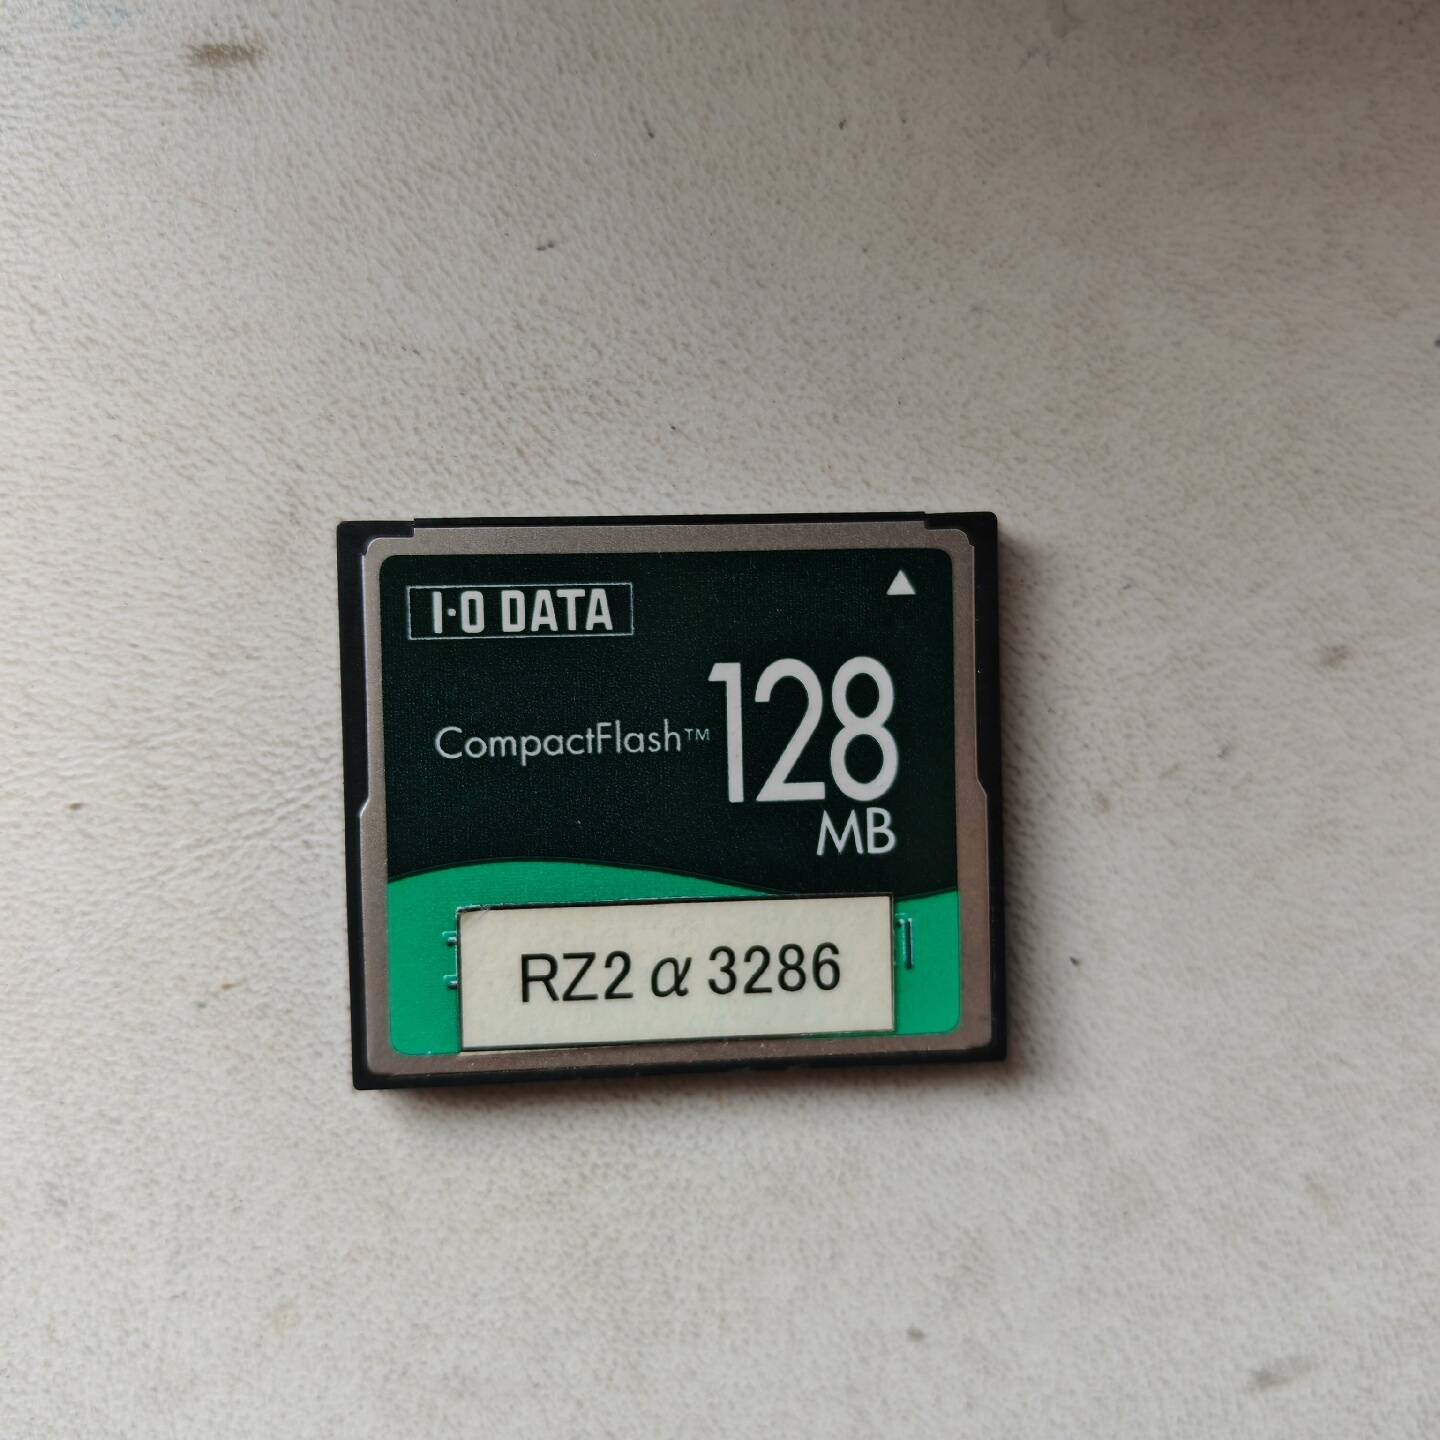 I·O DATA
CompactFlash™
128
MB
RZ2 α 3286